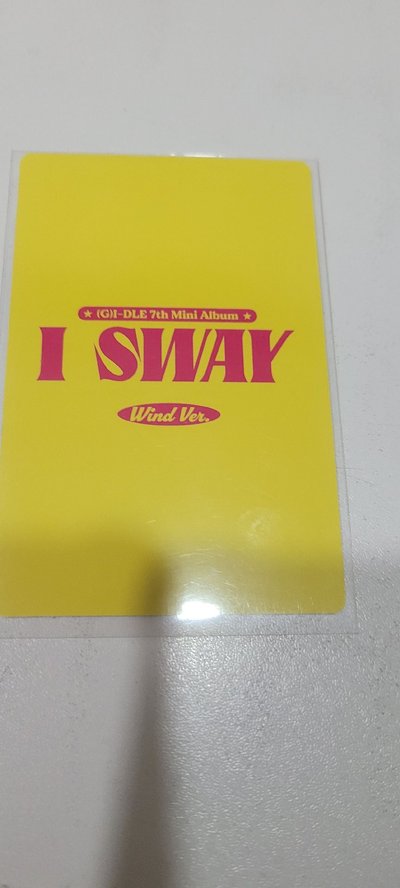 ★ (G)I-DLE 7th Mini Album ★
I SWAY
Wind Ver.